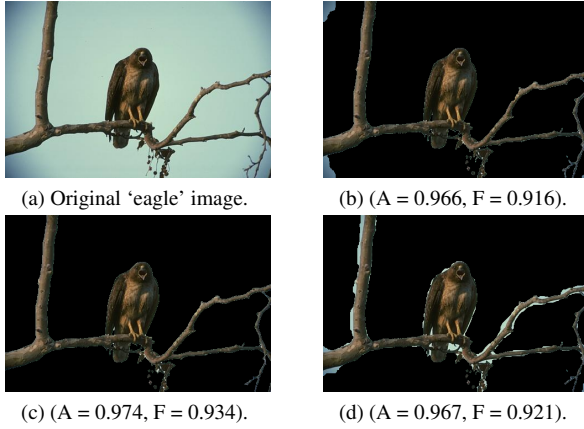 (a) Original ‘eagle’ image.
(b) (A = 0.966, F = 0.916).
(c) (A = 0.974, F = 0.934).
(d) (A = 0.967, F = 0.921).